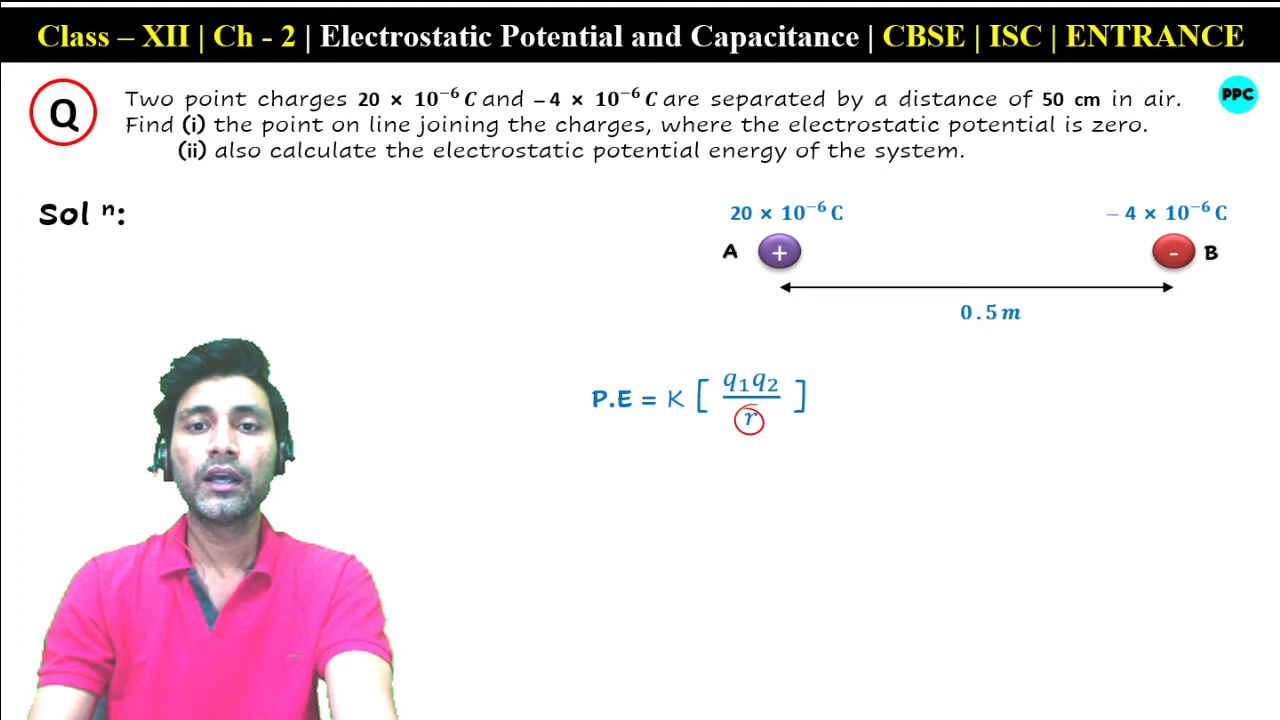 Class – XII | Ch - 2 | Electrostatic Potential and Capacitance | CBSE | ISC | ENTRANCE
Q
Two point charges 20 × 10⁻⁶ C and – 4 × 10⁻⁶ C are separated by a distance of 50 cm in air.
PPC
Find (i) the point on line joining the charges, where the electrostatic potential is zero.
(ii) also calculate the electrostatic potential energy of the system.
Sol ⁿ:
20 × 10⁻⁶ C
– 4 × 10⁻⁶ C
A + - B
0.5 m
P.E = K [ q₁q₂ / r ]